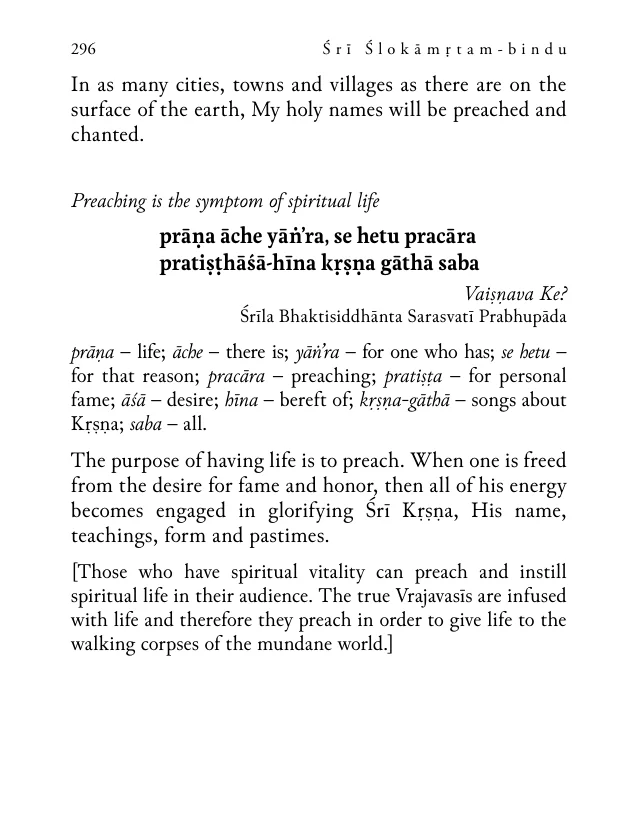 296 Śrī Ślokāmṛtam-bindu
In as many cities, towns and villages as there are on the
surface of the earth, My holy names will be preached and
chanted.
Preaching is the symptom of spiritual life
prāṇa āche yāṅ’ra, se hetu pracāra
pratiṣṭhāśā-hīna kṛṣṇa gāthā saba
Vaiṣṇava Ke?
Śrīla Bhaktisiddhānta Sarasvatī Prabhupāda
prāṇa – life; āche – there is; yāṅ’ra – for one who has; se hetu –
for that reason; pracāra – preaching; pratiṣṭa – for personal
fame; āśā – desire; hīna – bereft of; kṛṣṇa-gāthā – songs about
Kṛṣṇa; saba – all.
The purpose of having life is to preach. When one is freed
from the desire for fame and honor, then all of his energy
becomes engaged in glorifying Śrī Kṛṣṇa, His name,
teachings, form and pastimes.
[Those who have spiritual vitality can preach and instill
spiritual life in their audience. The true Vrajavasīs are infused
with life and therefore they preach in order to give life to the
walking corpses of the mundane world.]